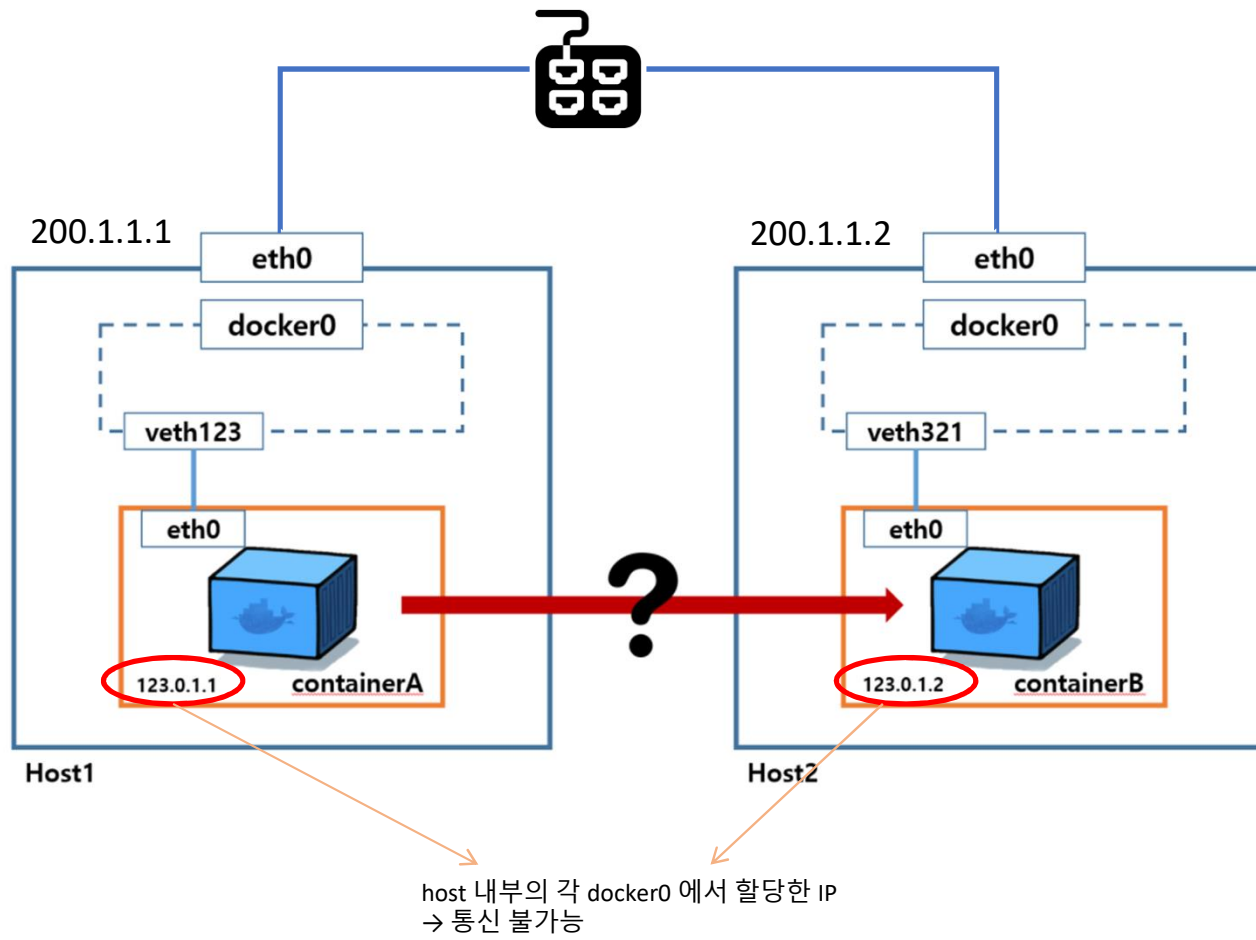 200.1.1.1
eth0
docker0
veth123
eth0
123.0.1.1
containerA
Host1
?
200.1.1.2
eth0
docker0
veth321
eth0
123.0.1.2
containerB
Host2
host 내부의 각 docker0 에서 할당한 IP
→ 통신 불가능